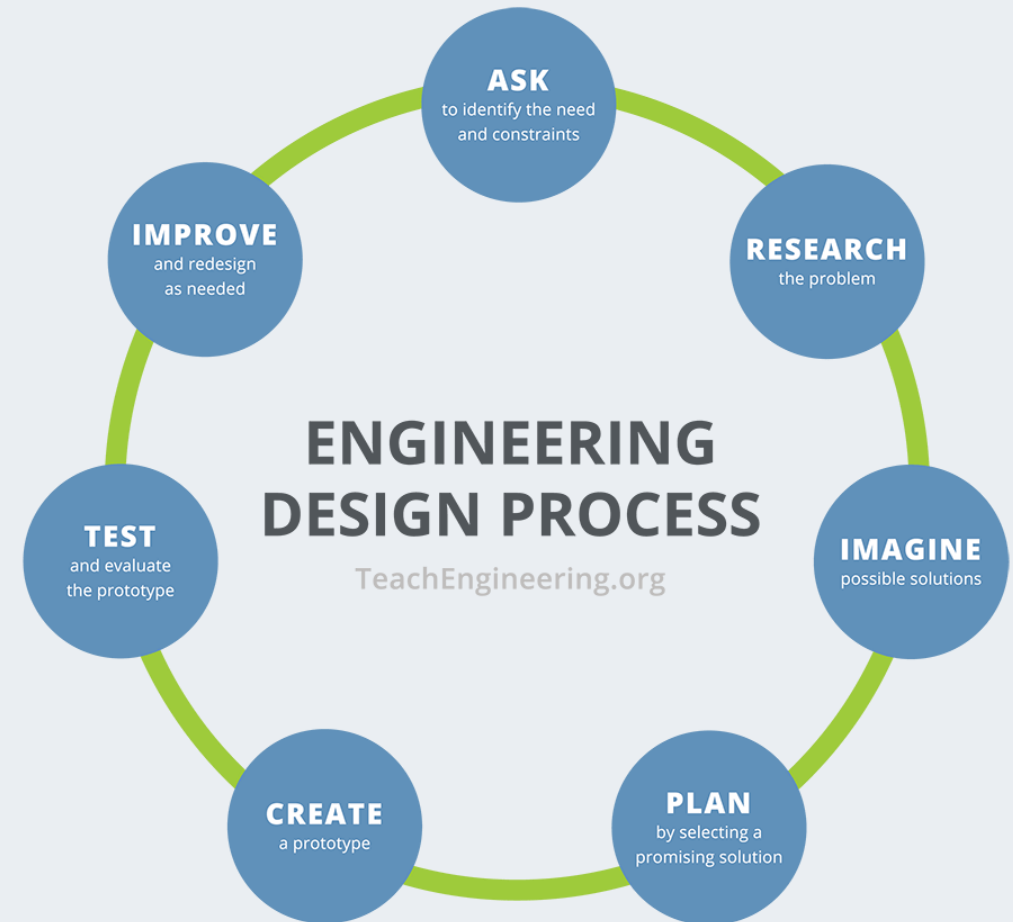 ASK
to identify the need
and constraints
RESEARCH
the problem
IMAGINE
possible solutions
PLAN
by selecting a
promising solution
CREATE
a prototype
TEST
and evaluate
the prototype
IMPROVE
and redesign
as needed
ENGINEERING
DESIGN PROCESS
TeachEngineering.org